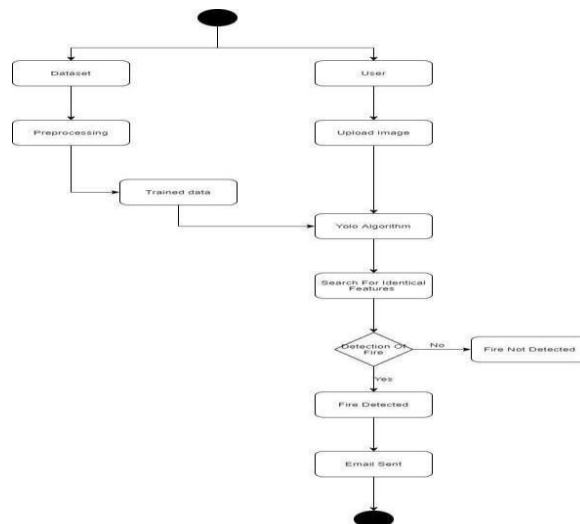 Dataset
User
Preprocessing
Upload Image
Trained data
Yolo Algorithm
Search For Identical
Features
Detection Of
Fire
No
Fire Not Detected
Yes
Fire Detected
Email Sent